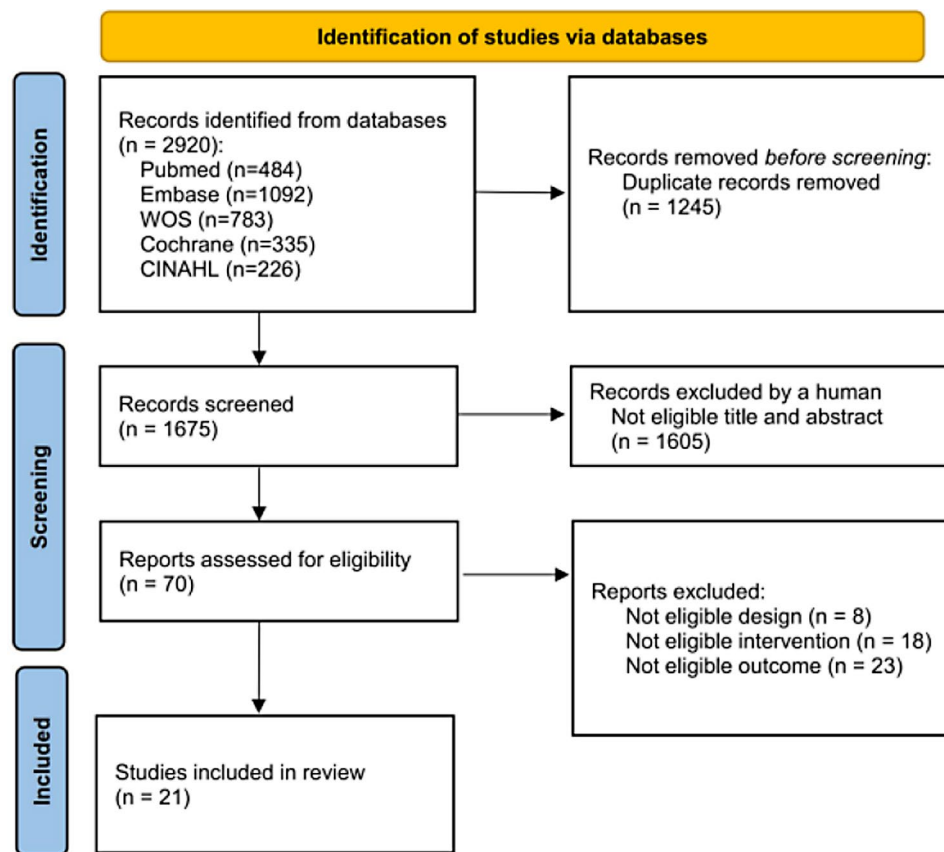 Identification of studies via databases
Identification
Records identified from databases
(n = 2920):
Pubmed (n=484)
Embase (n=1092)
WOS (n=783)
Cochrane (n=335)
CINAHL (n=226)
Records removed before screening:
Duplicate records removed
(n = 1245)
Screening
Records screened
(n = 1675)
Records excluded by a human
Not eligible title and abstract
(n = 1605)
Reports assessed for eligibility
(n = 70)
Reports excluded:
Not eligible design (n = 8)
Not eligible intervention (n = 18)
Not eligible outcome (n = 23)
Included
Studies included in review
(n = 21)